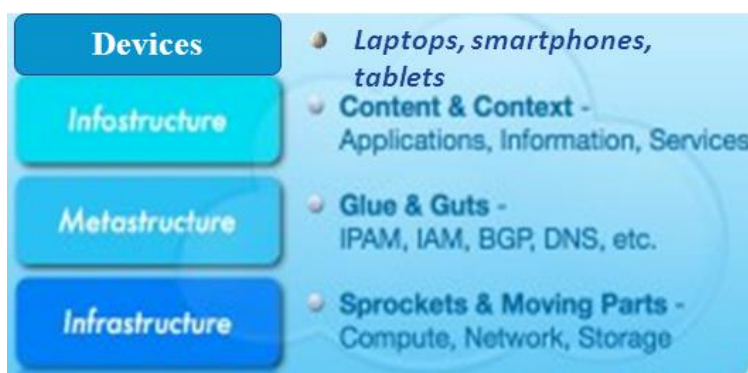 Devices
Laptops, smartphones,
tablets
Infostructure
Content & Context -
Applications, Information, Services
Metastructure
Glue & Guts -
IPAM, IAM, BGP, DNS, etc.
Infrastructure
Sprockets & Moving Parts -
Compute, Network, Storage